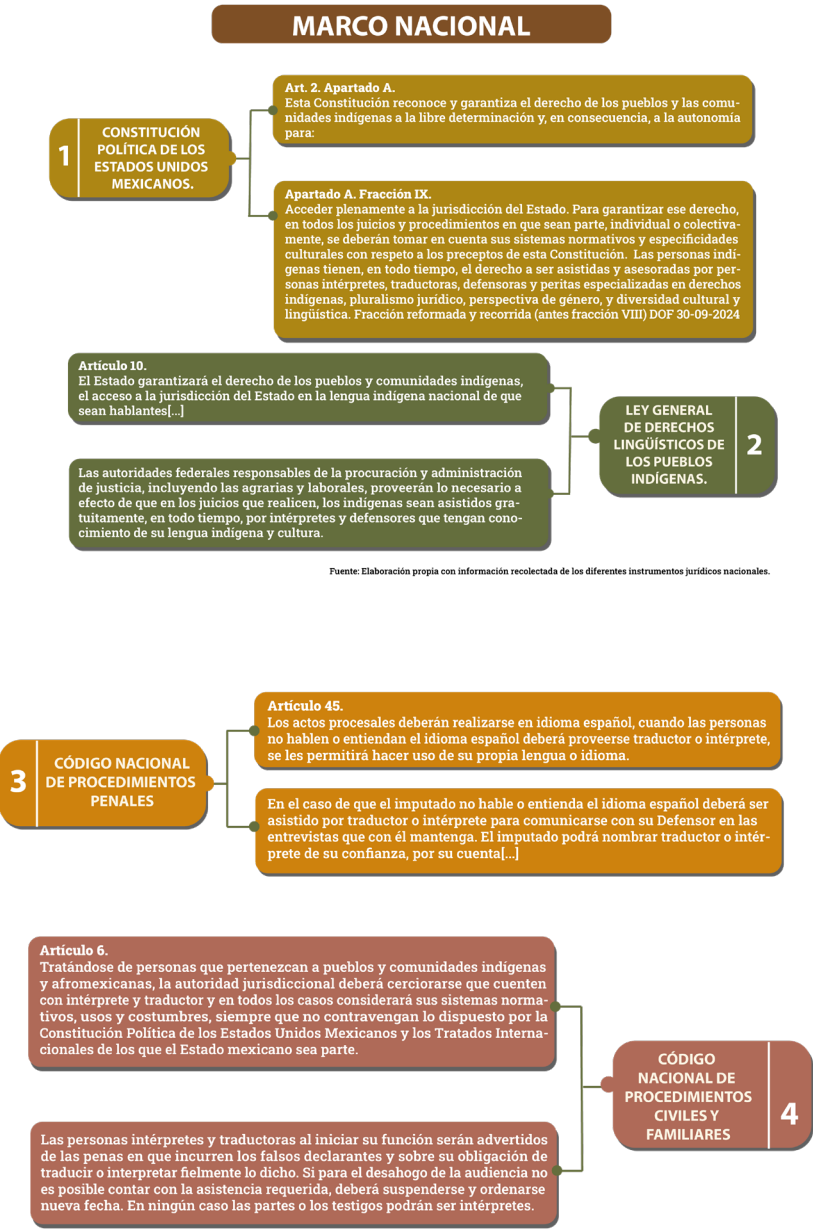 MARCO NACIONAL
1
CONSTITUCIÓN
POLÍTICA DE LOS
ESTADOS UNIDOS
MEXICANOS.
Art. 2. Apartado A.
Esta Constitución reconoce y garantiza el derecho de los pueblos y las comu-
nidades indígenas a la libre determinación y, en consecuencia, a la autonomía
para:
Apartado A. Fracción IX.
Acceder plenamente a la jurisdicción del Estado. Para garantizar ese derecho,
en todos los juicios y procedimientos en que sean parte, individual o colectiva-
mente, se deberán tomar en cuenta sus sistemas normativos y especificidades
culturales con respeto a los preceptos de esta Constitución. Las personas indí-
genas tienen, en todo tiempo, el derecho a ser asistidas y asesoradas por per-
sonas intérpretes, traductoras, defensoras y peritas especializadas en derechos
indígenas, pluralismo jurídico, perspectiva de género, y diversidad cultural y
lingüística. Fracción reformada y recorrida (antes fracción VIII) DOF 30-09-2024
Artículo 10.
El Estado garantizará el derecho de los pueblos y comunidades indígenas,
el acceso a la jurisdicción del Estado en la lengua indígena nacional de que
sean hablantes[...]
Las autoridades federales responsables de la procuración y administración
de justicia, incluyendo las agrarias y laborales, proveerán lo necesario a
efecto de que en los juicios que realicen, los indígenas sean asistidos gra-
tuitamente, en todo tiempo, por intérpretes y defensores que tengan cono-
cimiento de su lengua indígena y cultura.
LEY GENERAL
DE DERECHOS
LINGÜÍSTICOS DE
LOS PUEBLOS
INDÍGENAS.
2
Fuente: Elaboración propia con información recolectada de los diferentes instrumentos jurídicos nacionales.
3
CÓDIGO NACIONAL
DE PROCEDIMIENTOS
PENALES
Artículo 45.
Los actos procesales deberán realizarse en idioma español, cuando las personas
no hablen o entiendan el idioma español deberá proveerse traductor o intérprete,
se les permitirá hacer uso de su propia lengua o idioma.
En el caso de que el imputado no hable o entienda el idioma español deberá ser
asistido por traductor o intérprete para comunicarse con su Defensor en las
entrevistas que con él mantenga. El imputado podrá nombrar traductor o intér-
prete de su confianza, por su cuenta[...]
Artículo 6.
Tratándose de personas que pertenezcan a pueblos y comunidades indígenas
y afromexicanas, la autoridad jurisdiccional deberá cerciorarse que cuenten
con intérprete y traductor y en todos los casos considerará sus sistemas norma-
tivos, usos y costumbres, siempre que no contravengan lo dispuesto por la
Constitución Política de los Estados Unidos Mexicanos y los Tratados Interna-
cionales de los que el Estado mexicano sea parte.
Las personas intérpretes y traductoras al iniciar su función serán advertidos
de las penas en que incurren los falsos declarantes y sobre su obligación de
traducir o interpretar fielmente lo dicho. Si para el desahogo de la audiencia no
es posible contar con la asistencia requerida, deberá suspenderse y ordenarse
nueva fecha. En ningún caso las partes o los testigos podrán ser intérpretes.
CÓDIGO
NACIONAL DE
PROCEDIMIENTOS
CIVILES Y
FAMILIARES
4